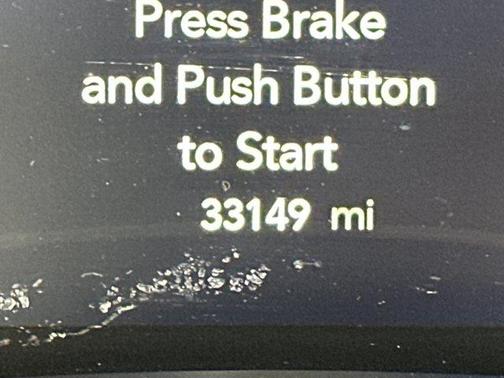 Press Brake
and Push Button
to Start
33149 mi